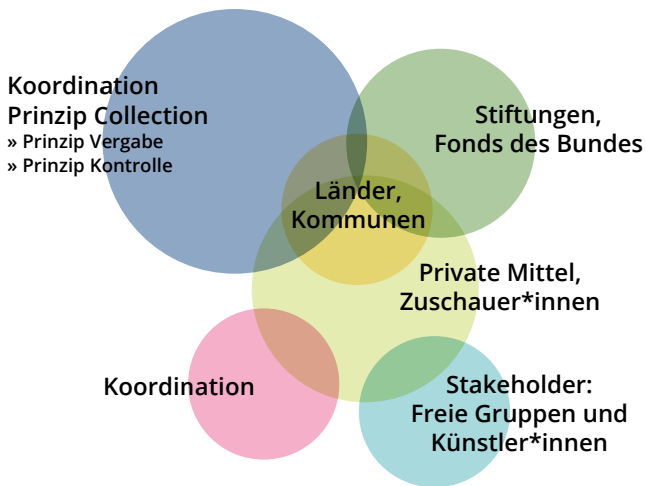 Koordination
Prinzip Collection
» Prinzip Vergabe
» Prinzip Kontrolle
Stiftungen,
Fonds des Bundes
Länder,
Kommunen
Private Mittel,
Zuschauer*innen
Koordination
Stakeholder:
Freie Gruppen und
Künstler*innen